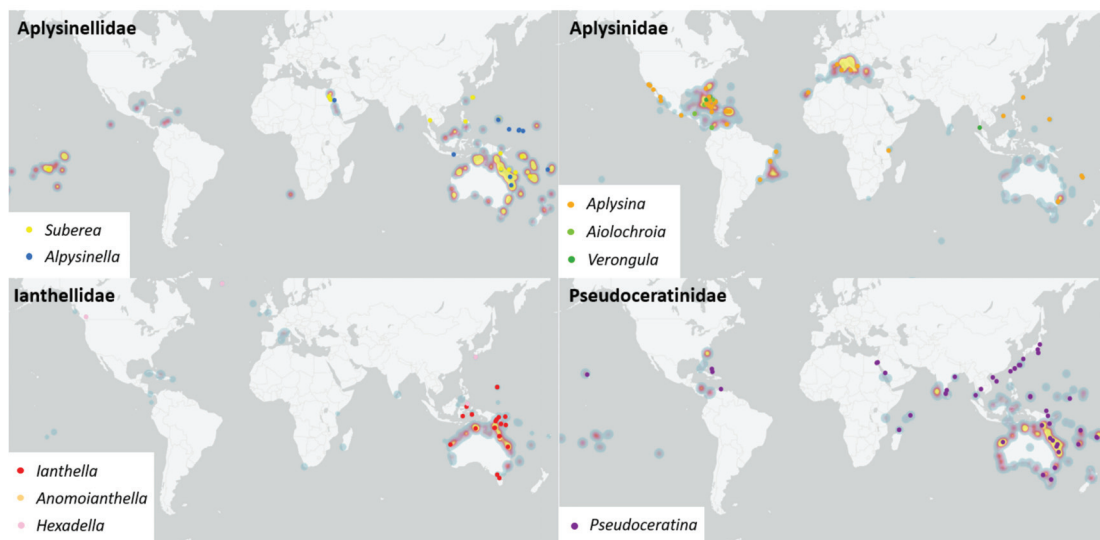 Aplysinellidae
Suberea
Alpysinella
Aplysinidae
Aplysina
Aiolochroia
Verongula
Ianthellidae
Ianthella
Anomoianthella
Hexadella
Pseudoceratinidae
Pseudoceratina